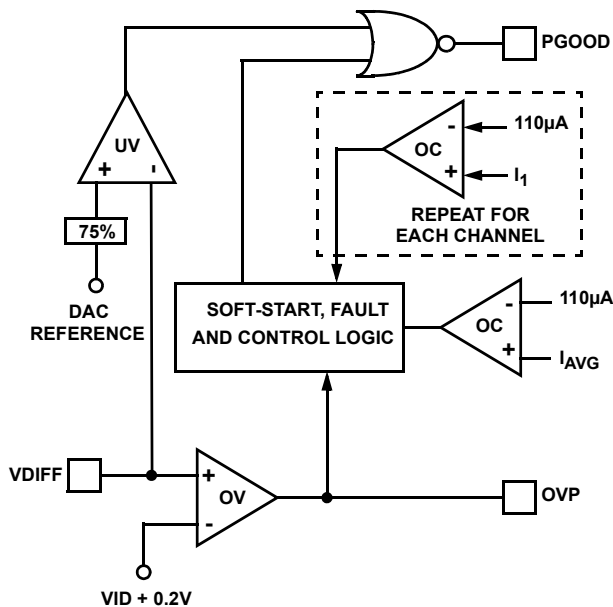 PGOOD
110µA
-
OC
+
I1
REPEAT FOR
EACH CHANNEL
UV
+ -
75%
DAC
REFERENCE
SOFT-START, FAULT
AND CONTROL LOGIC
110µA
-
OC
+
IAVG
VDIFF
+
OV
-
OVP
VID + 0.2V